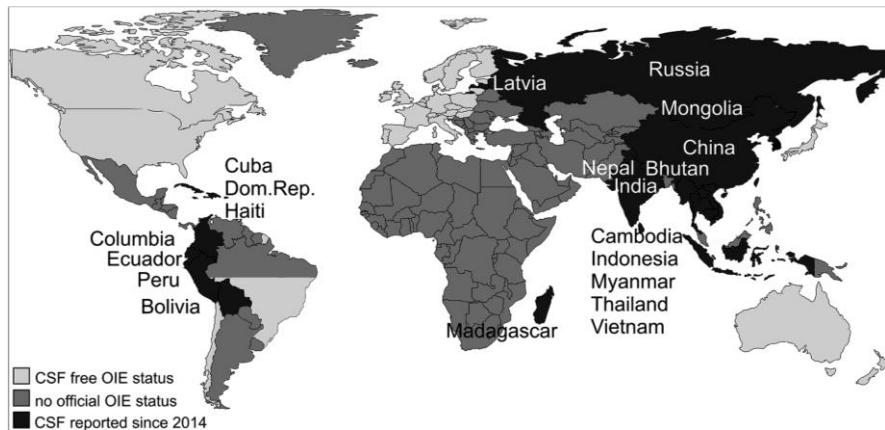 Latvia
Russia
Mongolia
China
Nepal Bhutan
India
Cuba
Dom.Rep.
Haiti
Columbia
Ecuador
Peru
Bolivia
Madagascar
Cambodia
Indonesia
Myanmar
Thailand
Vietnam
CSF free OIE status
no official OIE status
CSF reported since 2014